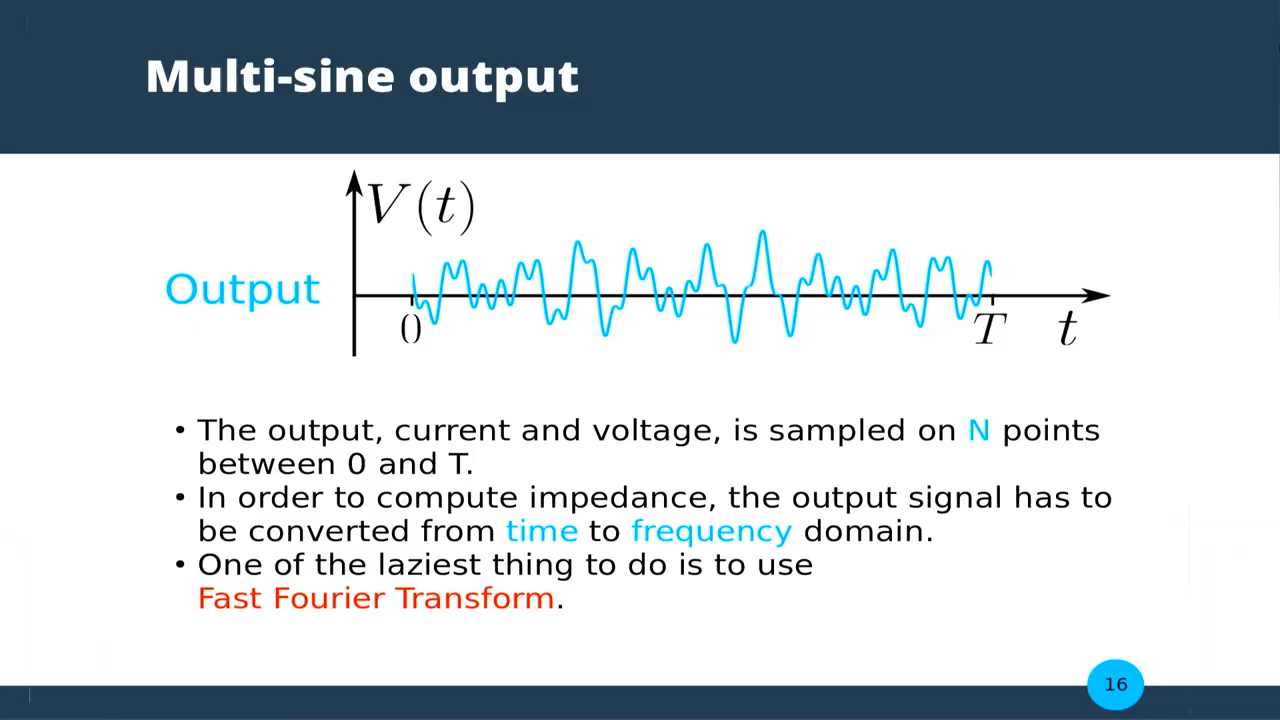 Multi-sine output
V(t)
Output
0
T
t
• The output, current and voltage, is sampled on N points
between 0 and T.
• In order to compute impedance, the output signal has to
be converted from time to frequency domain.
• One of the laziest thing to do is to use
Fast Fourier Transform.
16